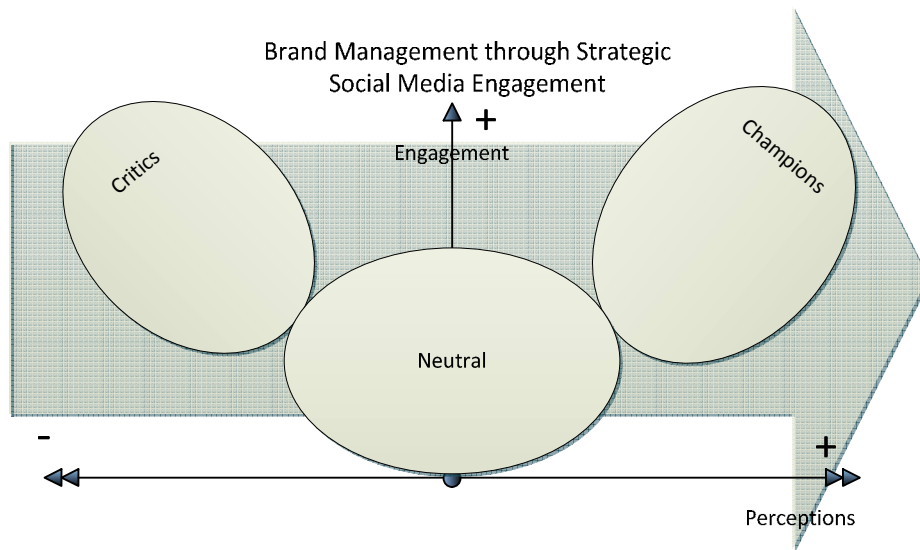 Brand Management through Strategic
Social Media Engagement
+
Engagement
Critics
Champions
Neutral
-
+
Perceptions